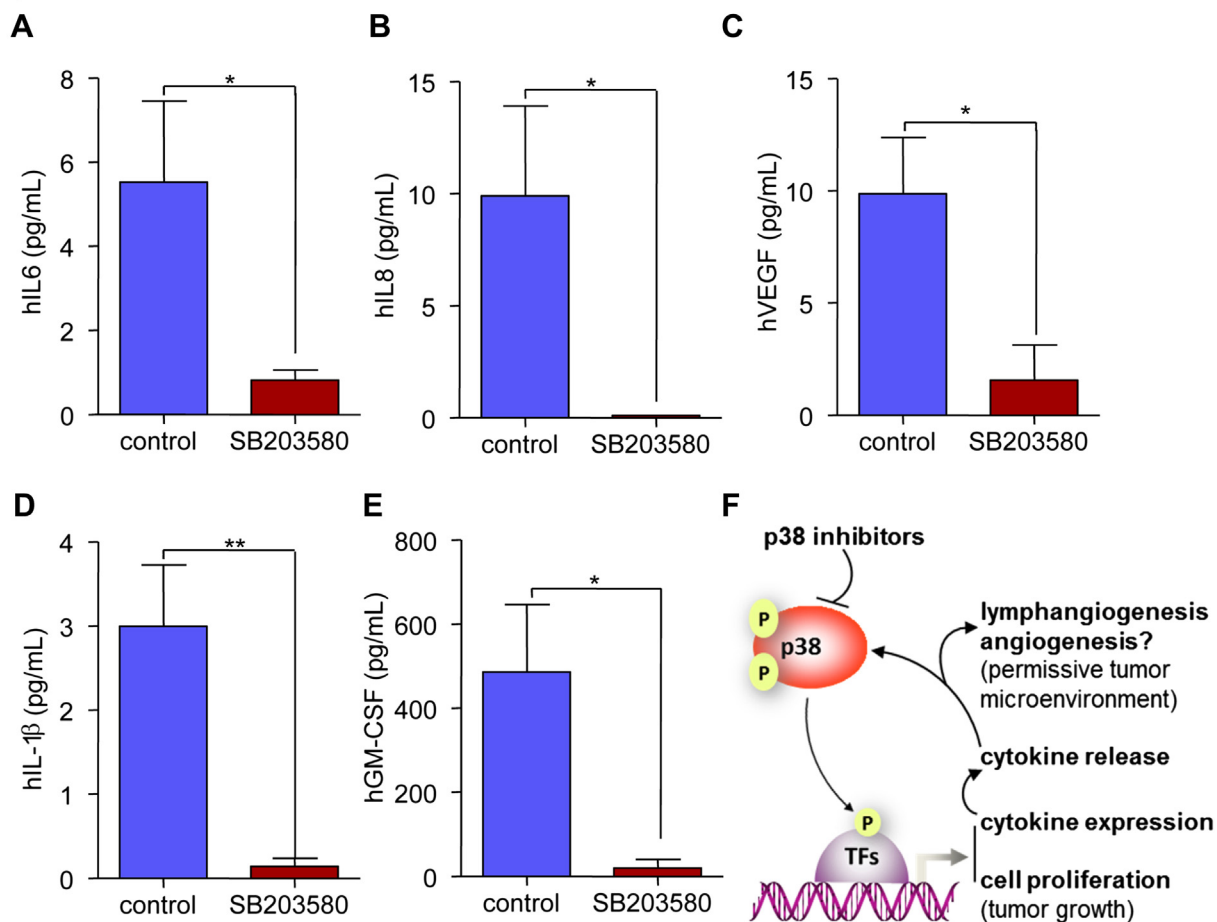 A
hIL6 (pg/mL)
8
6
4
2
0
*
control
SB203580
B
hIL8 (pg/mL)
15
10
5
0
*
control
SB203580
C
hVEGF (pg/mL)
15
10
5
0
*
control
SB203580
D
hIL-1β (pg/mL)
4
3
2
1
0
**
control
SB203580
E
hGM-CSF (pg/mL)
800
600
400
200
0
*
control
SB203580
F
p38 inhibitors
P
p38
P
lymphangiogenesis
angiogenesis?
(permissive tumor
microenvironment)
cytokine release
P
TFs
cytokine expression
cell proliferation
(tumor growth)